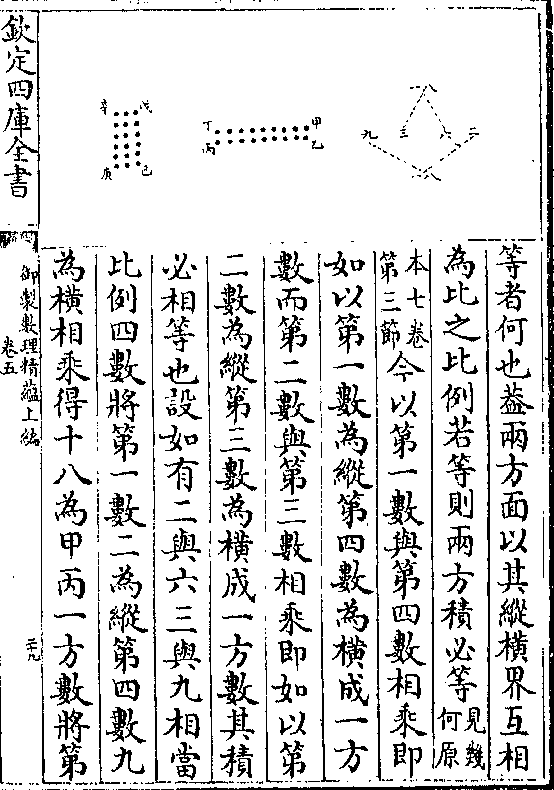 一八
二
六
三
九
一八
甲
乙
丁
丙
戊
己
辛
庚
等者何也葢兩方面以其縱橫界互相
為比之比例若等則兩方積必等見幾何原
本七卷第三節今以第一數與第四數相乘即
如以第一數為縱第四數為橫成一方
數而第二數與第三數相乘即如以第
二數為縱第三數為橫成一方數其積
必相等也設如有二與六三與九相當
比例四數將第一數二為縱第四數九
為橫相乘得十八為甲丙一方數將第
欽定四庫全書
御製數理精蘊上編
卷五
二十九